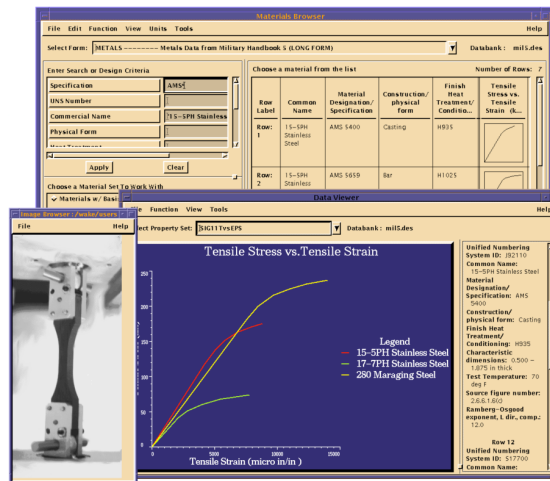 Materials Browser
File Edit Function View Units Tools Help
Select Form: METALS -------- Metals Data from Military Handbook 5 (LONG FORM) Databank: mil5.des
Enter Search or Design Criteria
Specification AMS
UNS Number
Commercial Name 15-5PH Stainless
Physical Form
Heat Treatment
Apply Clear
Choose a Material Set To Work With
Materials w/ Basi
Choose a material from the list Number of Rows: 7
Row Label
Common Name
Material Designation/ Specification
Construction/ physical form
Finish Heat Treatment/ Conditio...
Tensile Stress vs. Tensile Strain (k...
Row: 1
15-5PH Stainless Steel
AMS 5400
Casting
H935
Row: 2
15-5PH Stainless
AMS 5659
Bar
H1025
Data Viewer
File Function View Tools Help
Select Property Set: SIG11TvsEPS Databank: mil5.des
Tensile Stress vs.Tensile Strain
250
200
150
100
50
0
0 5000 10000 15000
Tensile Strain (micro in/in )
Legend
15-5PH Stainless Steel
17-7PH Stainless Steel
280 Maraging Steel
Unified Numbering
System ID: J92110
Common Name:
15-5PH Stainless Steel
Material
Designation/
Specification: AMS
5400
Construction/
physical form: Casting
Finish Heat
Treatment/
Conditioning: H935
Characteristic
dimensions: 0.500 -
1.875 in thick
Test Temperature: 70
deg F
Source figure number:
2.6.6.1.6(c)
Ramberg-Osgood
exponent, L dir., comp.:
12.0
Row 12
Unified Numbering
System ID: S17700
Common Name:
Image Browser: /wake/users
File Help